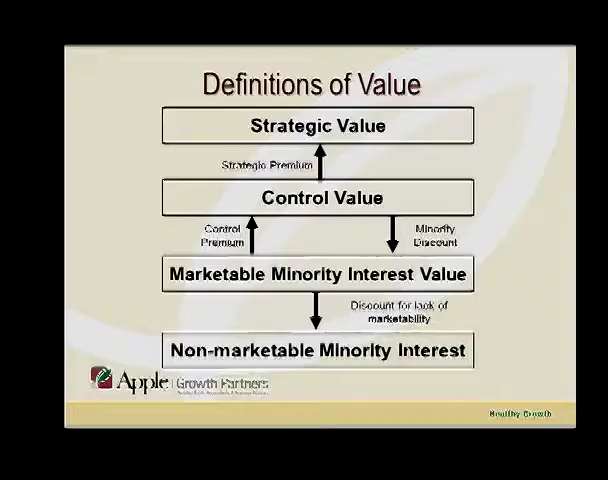 Definitions of Value
Strategic Value
Strategic Premium
Control Value
Control
Premium
Minority
Discount
Marketable Minority Interest Value
Discount for lack of
marketability
Non-marketable Minority Interest
Apple Growth Partners
Healthy Growth